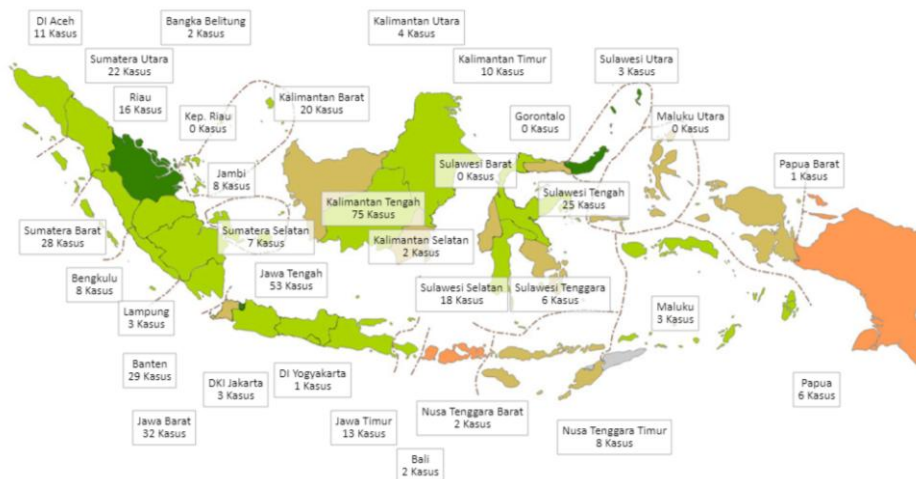 DI Aceh
11 Kasus
Bangka Belitung
2 Kasus
Kalimantan Utara
4 Kasus
Sumatera Utara
22 Kasus
Kalimantan Timur
10 Kasus
Sulawesi Utara
3 Kasus
Riau
16 Kasus
Kep. Riau
0 Kasus
Kalimantan Barat
20 Kasus
Gorontalo
0 Kasus
Maluku Utara
0 Kasus
Jambi
8 Kasus
Sulawesi Barat
0 Kasus
Papua Barat
1 Kasus
Kalimantan Tengah
75 Kasus
Sulawesi Tengah
25 Kasus
Sumatera Barat
28 Kasus
Sumatera Selatan
7 Kasus
Kalimantan Selatan
2 Kasus
Bengkulu
8 Kasus
Jawa Tengah
53 Kasus
Sulawesi Selatan
18 Kasus
Sulawesi Tenggara
6 Kasus
Lampung
3 Kasus
Maluku
3 Kasus
Banten
29 Kasus
DKI Jakarta
3 Kasus
DI Yogyakarta
1 Kasus
Papua
6 Kasus
Jawa Barat
32 Kasus
Jawa Timur
13 Kasus
Nusa Tenggara Barat
2 Kasus
Nusa Tenggara Timur
8 Kasus
Bali
2 Kasus